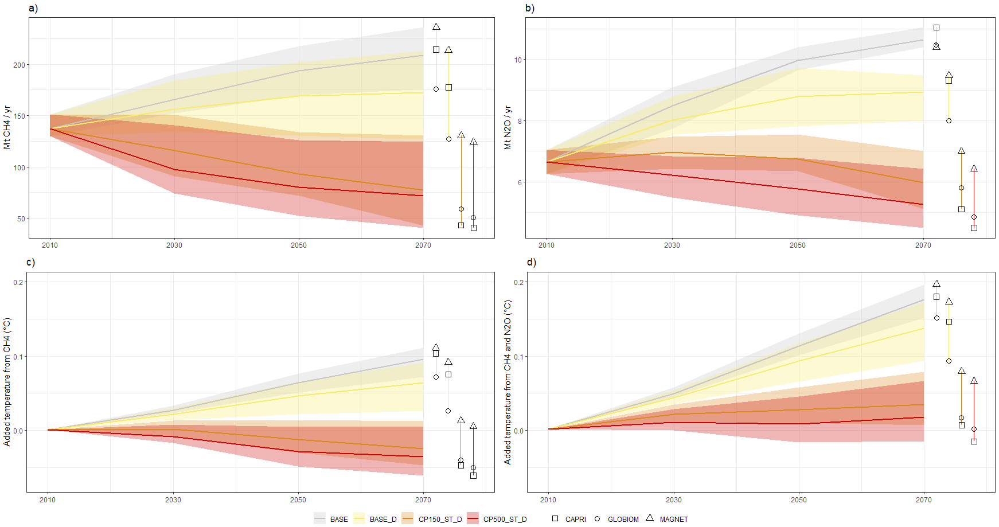 a)
Mt CH4 / yr
200
150
100
50
2010 2030 2050 2070
b)
Mt N2O / yr
10
8
6
2010 2030 2050 2070
c)
Added temperature from CH4 (°C)
0.2
0.1
0.0
2010 2030 2050 2070
d)
Added temperature from CH4 and N2O (°C)
0.2
0.1
0.0
2010 2030 2050 2070
BASE BASE_D CP150_ST_D CP500_ST_D CAPRI GLOBIOM MAGNET